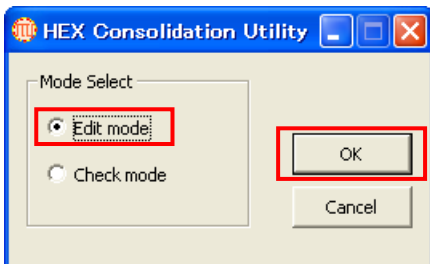 HEX Consolidation Utility
Mode Select
Edit mode
OK
Check mode
Cancel